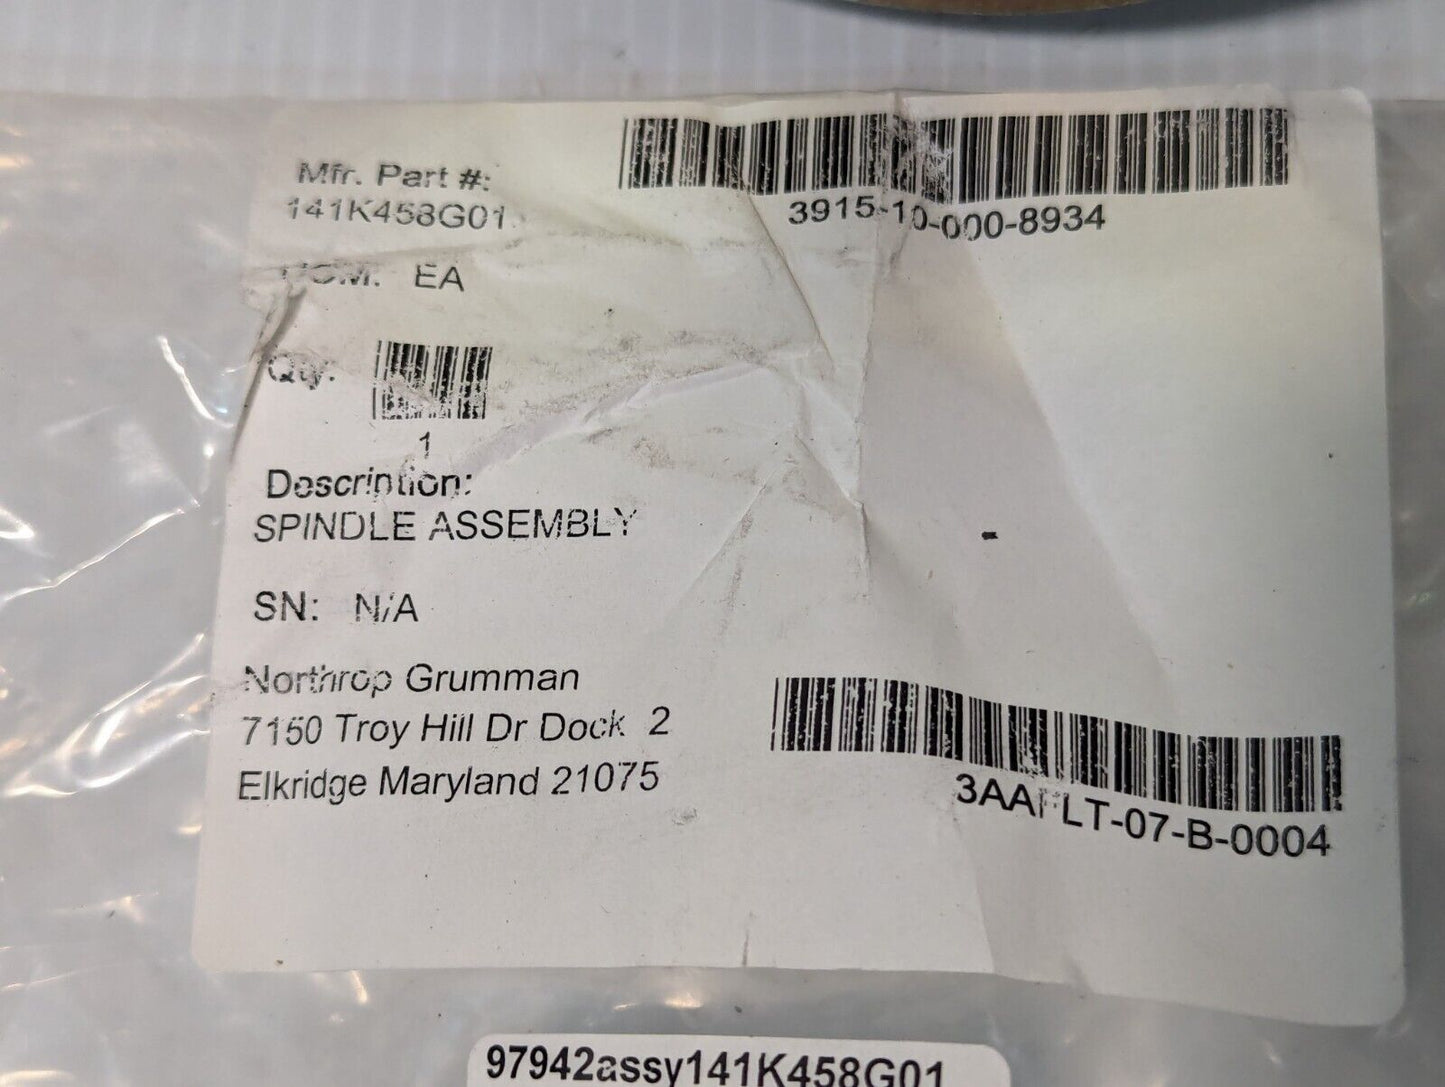 Mfr. Part #:
141K458G01
3915-10-000-8934
UOM: EA
Qty:
1
Description:
SPINDLE ASSEMBLY
SN: N/A
Northrop Grumman
7150 Troy Hill Dr Dock 2
Elkridge Maryland 21075
3AAFLT-07-B-0004
97942assy141K458G01